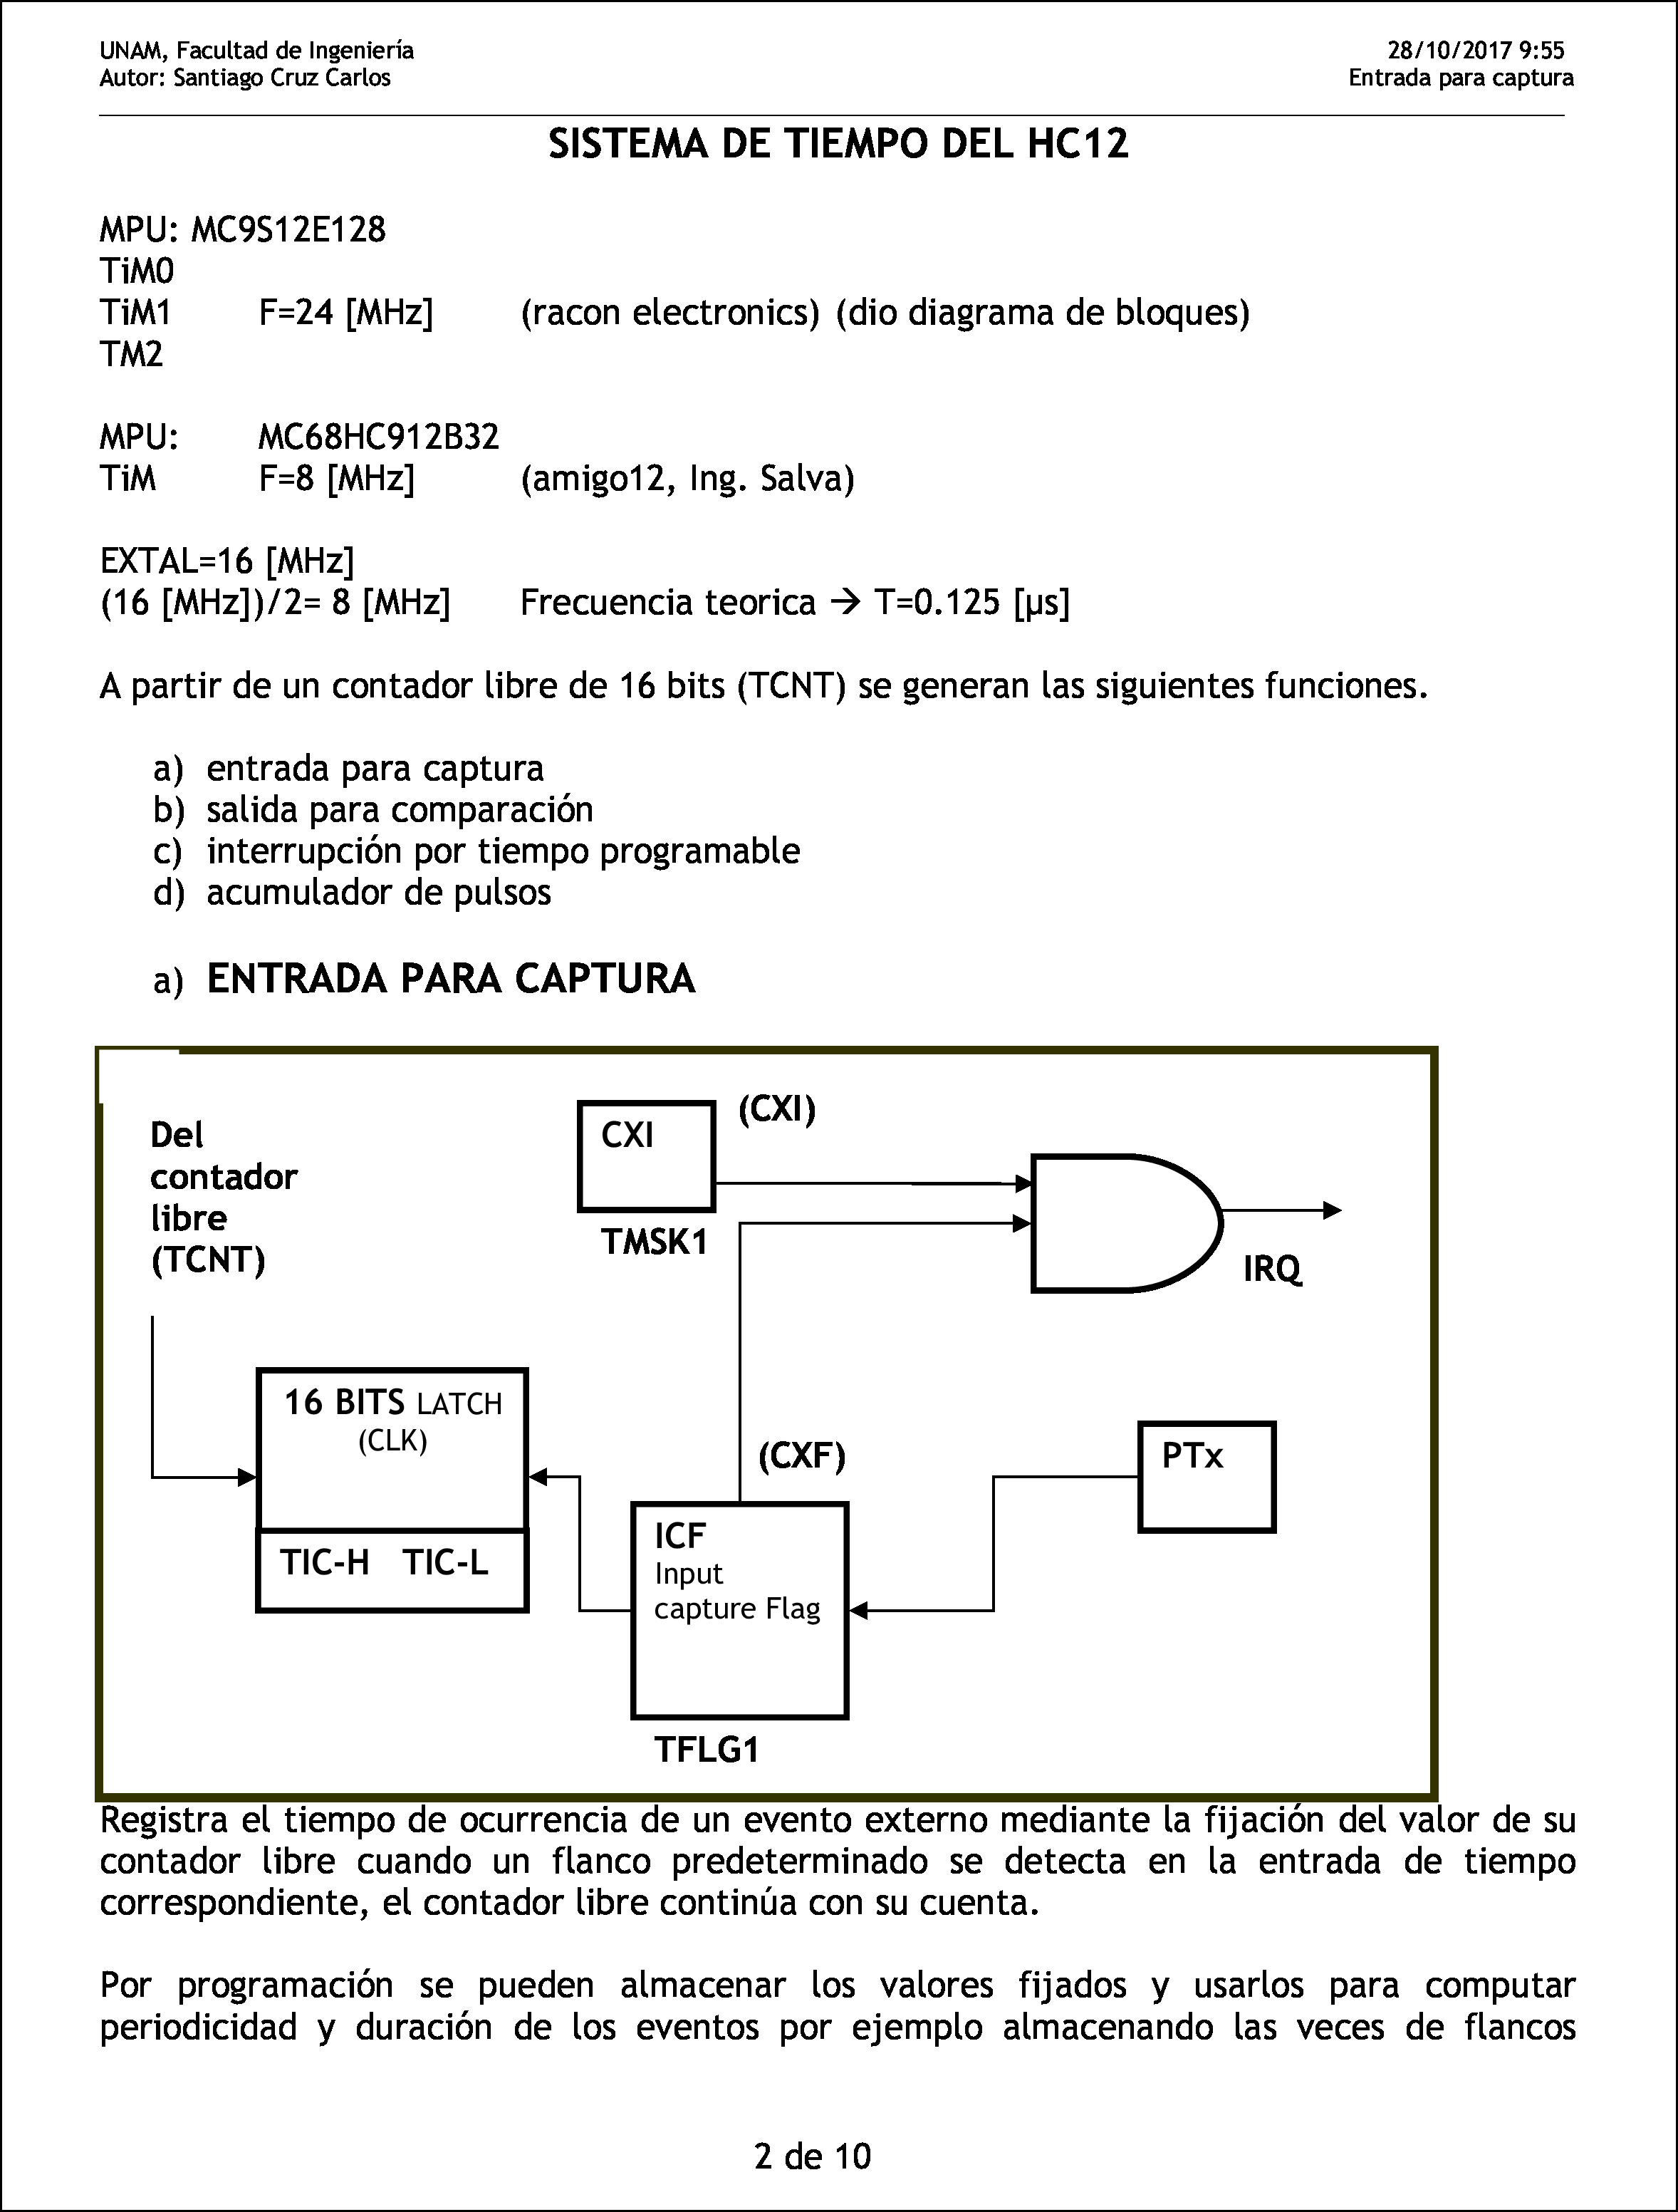 UNAM, Facultad de Ingeniería 28/10/2017 9:55
Autor: Santiago Cruz Carlos Entrada para captura
SISTEMA DE TIEMPO DEL HC12
MPU: MC9S12E128
TiM0
TiM1 F=24 [MHz] (racon electronics) (dio diagrama de bloques)
TM2
MPU: MC68HC912B32
TiM F=8 [MHz] (amigo12, Ing. Salva)
EXTAL=16 [MHz]
(16 [MHz])/2= 8 [MHz] Frecuencia teorica → T=0.125 [µs]
A partir de un contador libre de 16 bits (TCNT) se generan las siguientes funciones.
a) entrada para captura
b) salida para comparación
c) interrupción por tiempo programable
d) acumulador de pulsos
a) ENTRADA PARA CAPTURA
Del
contador
libre
(TCNT)
CXI
(CXI)
TMSK1
IRQ
16 BITS LATCH
(CLK)
TIC-H TIC-L
(CXF)
PTx
ICF
Input
capture Flag
TFLG1
Registra el tiempo de ocurrencia de un evento externo mediante la fijación del valor de su
contador libre cuando un flanco predeterminado se detecta en la entrada de tiempo
correspondiente, el contador libre continúa con su cuenta.
Por programación se pueden almacenar los valores fijados y usarlos para computar
periodicidad y duración de los eventos por ejemplo almacenando las veces de flancos
2 de 10